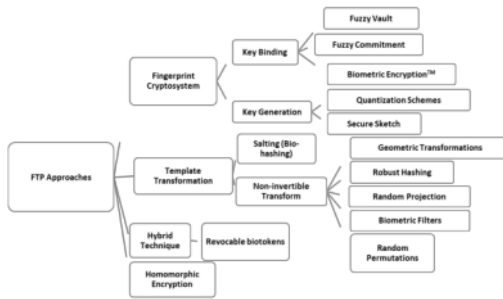 Fuzzy Vault
Fuzzy Commitment
Key Binding
Biometric Encryption™
Fingerprint
Cryptosystem
Quantization Schemes
Key Generation
Secure Sketch
Salting (Bio-
hashing)
Geometric Transformations
Robust Hashing
FTP Approaches
Template
Transformation
Non-invertible
Transform
Random Projection
Biometric Filters
Hybrid
Technique
Revocable biotokens
Random
Permutations
Homomorphic
Encryption